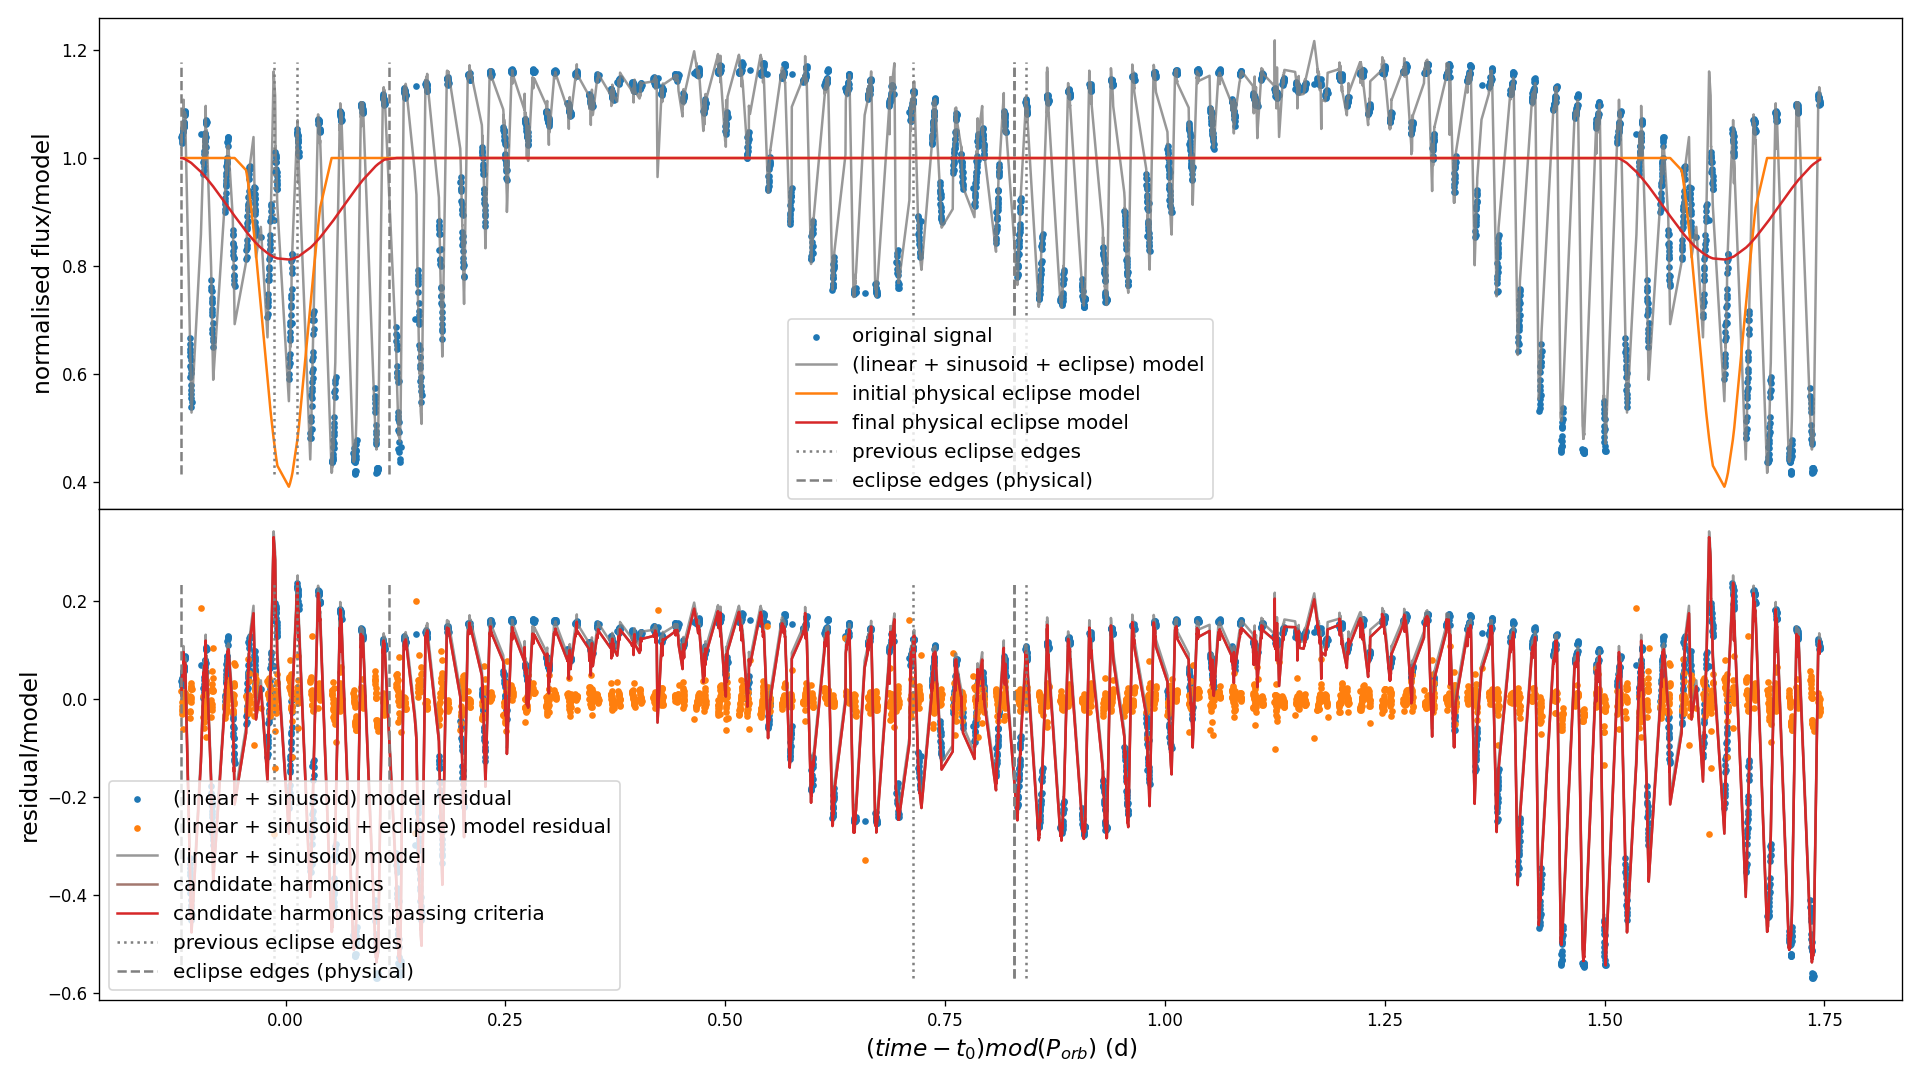 normalised flux/model
1.2
1.0
0.8
0.6
0.4
original signal
(linear + sinusoid + eclipse) model
initial physical eclipse model
final physical eclipse model
previous eclipse edges
eclipse edges (physical)
residual/model
0.2
0.0
−0.2
−0.4
−0.6
(linear + sinusoid) model residual
(linear + sinusoid + eclipse) model residual
(linear + sinusoid) model
candidate harmonics
candidate harmonics passing criteria
previous eclipse edges
eclipse edges (physical)
0.00 0.25 0.50 0.75 1.00 1.25 1.50 1.75
(time − t₀)mod(Pₒᵣb) (d)